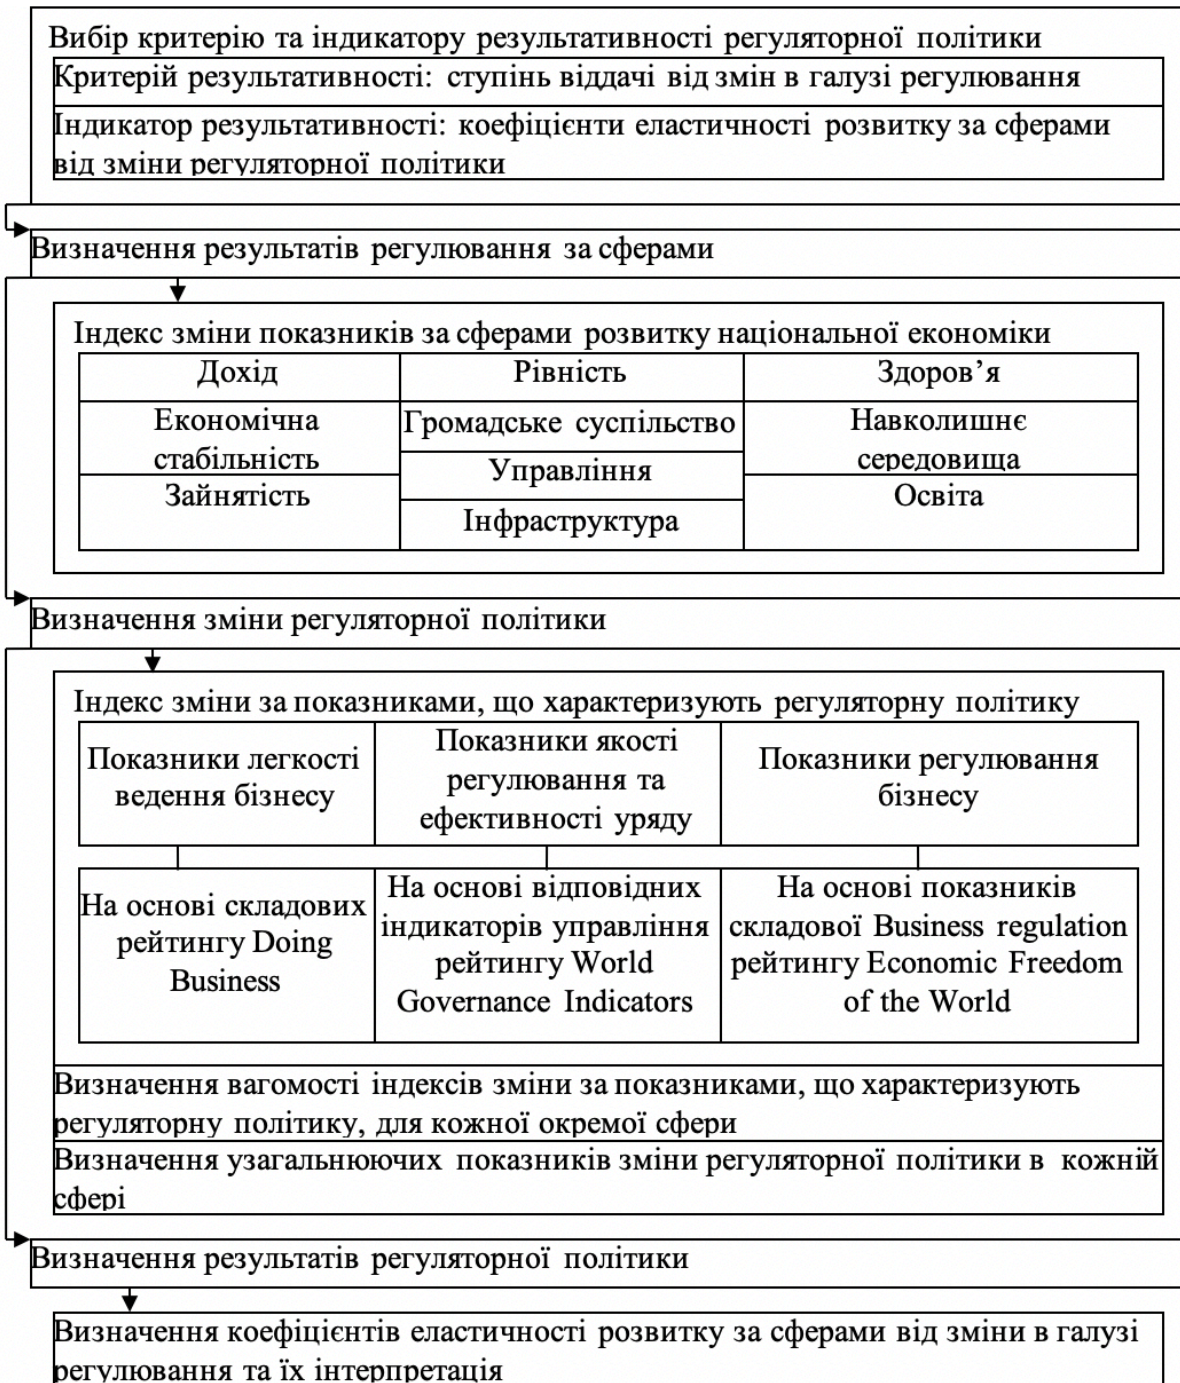 Вибір критерію та індикатору результативності регуляторної політики
Критерій результативності: ступінь віддачі від змін в галузі регулювання
Індикатор результативності: коефіцієнти еластичності розвитку за сферами
від зміни регуляторної політики
Визначення результатів регулювання за сферами
Індекс зміни показників за сферами розвитку національної економіки
Дохід
Рівність
Здоров’я
Економічна
стабільність
Громадське суспільство
Навколишнє
середовища
Управління
Зайнятість
Освіта
Інфраструктура
Визначення зміни регуляторної політики
Індекс зміни за показниками, що характеризують регуляторну політику
Показники легкості
ведення бізнесу
Показники якості
регулювання та
ефективності уряду
Показники регулювання
бізнесу
На основі складових
рейтингу Doing
Business
На основі відповідних
індикаторів управління
рейтингу World
Governance Indicators
На основі показників
складової Business regulation
рейтингу Economic Freedom
of the World
Визначення вагомості індексів зміни за показниками, що характеризують
регуляторну політику, для кожної окремої сфери
Визначення узагальнюючих показників зміни регуляторної політики в кожній
сфері
Визначення результатів регуляторної політики
Визначення коефіцієнтів еластичності розвитку за сферами від зміни в галузі
регулювання та їх інтерпретація